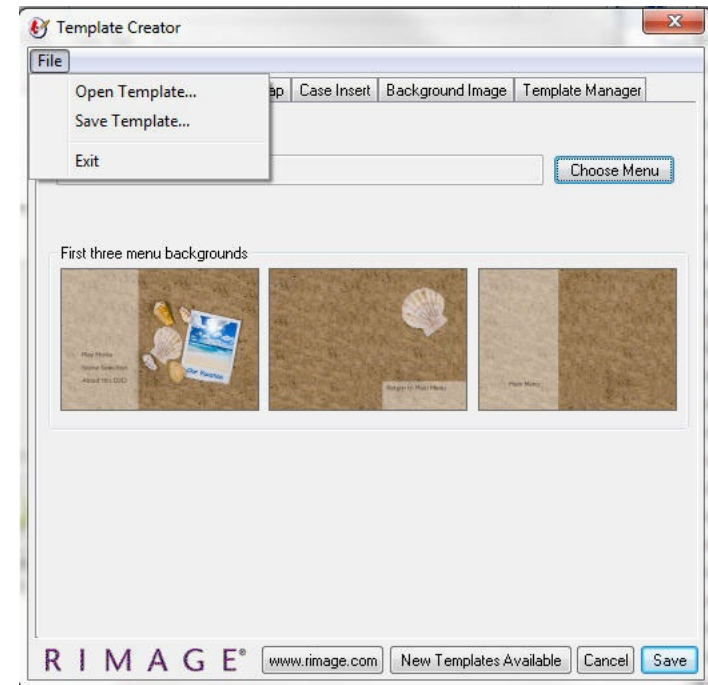 Template Creator
File
Open Template...
Save Template...
Exit
ap
Case Insert
Background Image
Template Manager
Choose Menu
First three menu backgrounds
Play Movie
Scene Selection
About this DVD
Our Vacation
Return to Main Menu
Main Menu
RIMAGE®
www.rimage.com
New Templates Available
Cancel
Save